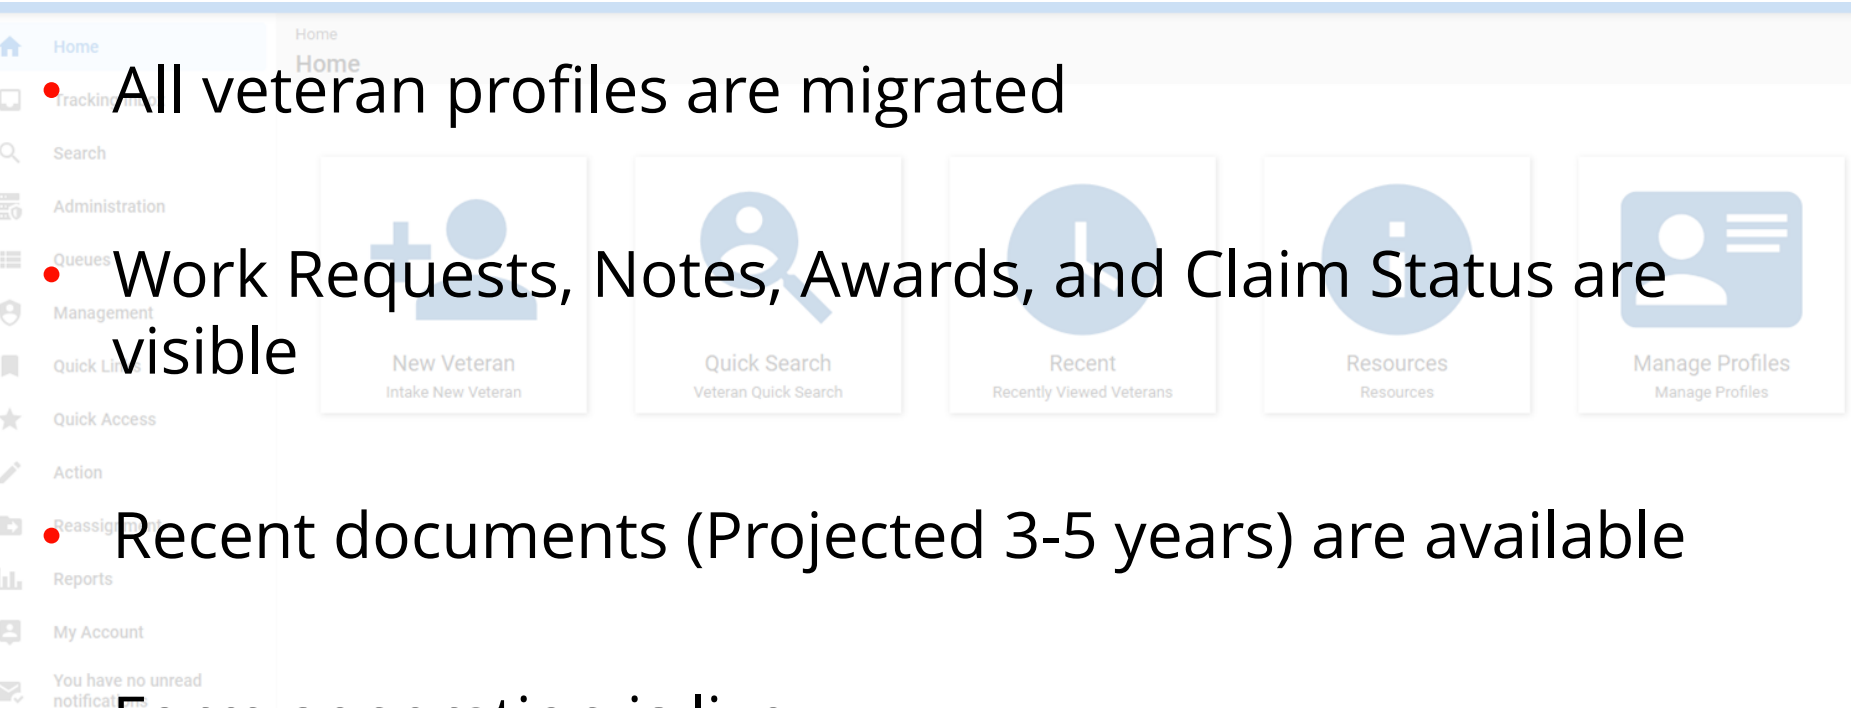 Home
Home
Home
• All veteran profiles are migrated
Search
Administration
Queues
• Work Requests, Notes, Awards, and Claim Status are
visible
Management
Quick
New Veteran
Intake New Veteran
Quick Search
Veteran Quick Search
Recent
Recently Viewed Veterans
Resources
Resources
Manage Profiles
Manage Profiles
Quick Access
Action
• Recent documents (Projected 3-5 years) are available
Reports
My Account
You have no unread